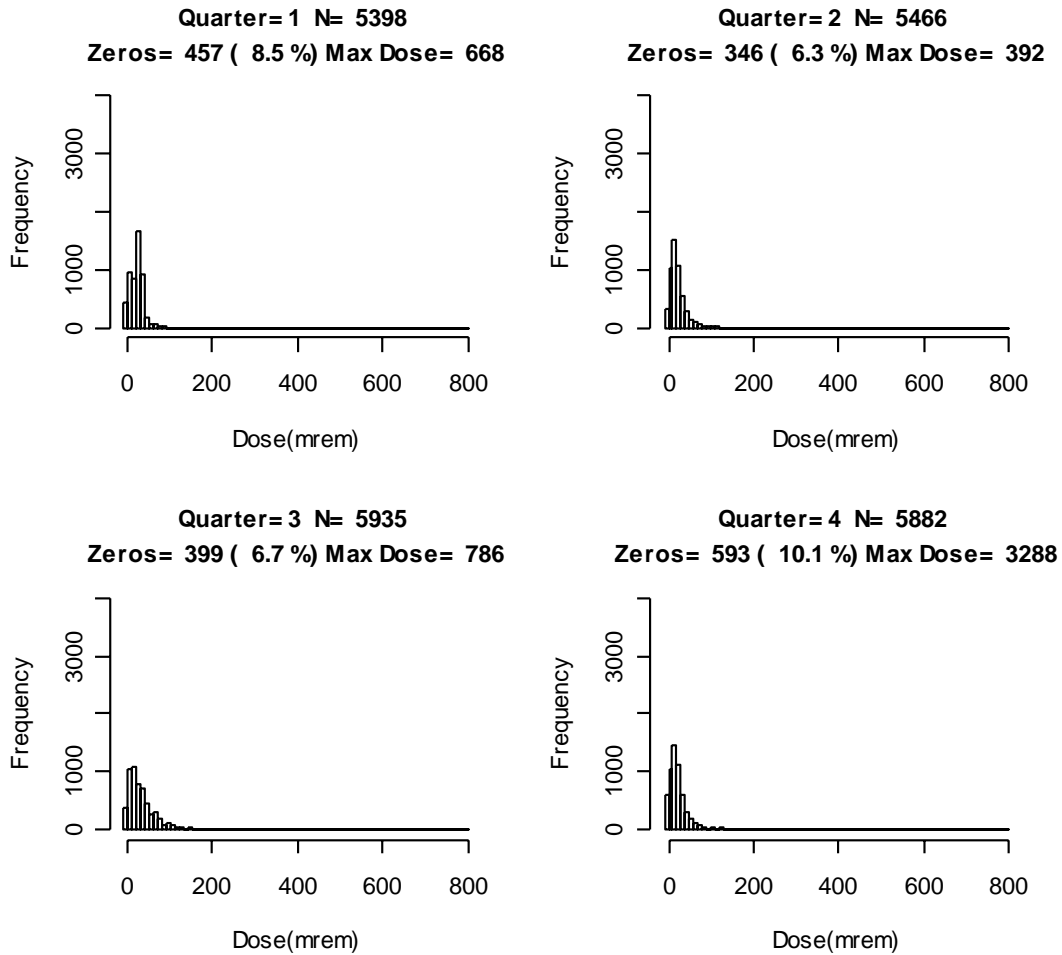 Quarter= 1 N= 5398
Zeros= 457 ( 8.5 %) Max Dose= 668
Frequency
3000
1000
0
0 200 400 600 800
Dose(mrem)
Quarter= 2 N= 5466
Zeros= 346 ( 6.3 %) Max Dose= 392
Frequency
3000
1000
0
0 200 400 600 800
Dose(mrem)
Quarter= 3 N= 5935
Zeros= 399 ( 6.7 %) Max Dose= 786
Frequency
3000
1000
0
0 200 400 600 800
Dose(mrem)
Quarter= 4 N= 5882
Zeros= 593 ( 10.1 %) Max Dose= 3288
Frequency
3000
1000
0
0 200 400 600 800
Dose(mrem)